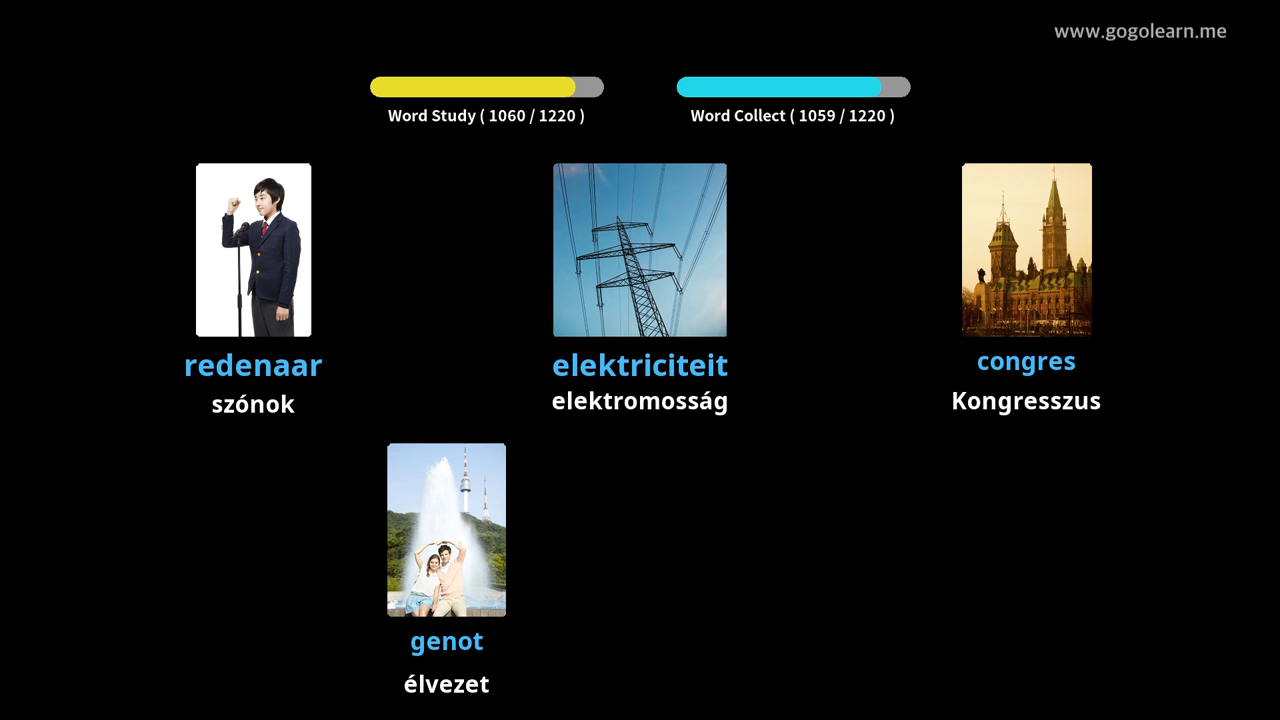 www.gogolearn.me
Word Study ( 1060 / 1220 )
Word Collect ( 1059 / 1220 )
redenaar
szónok
elektriciteit
elektromosság
congres
Kongresszus
genot
élvezet